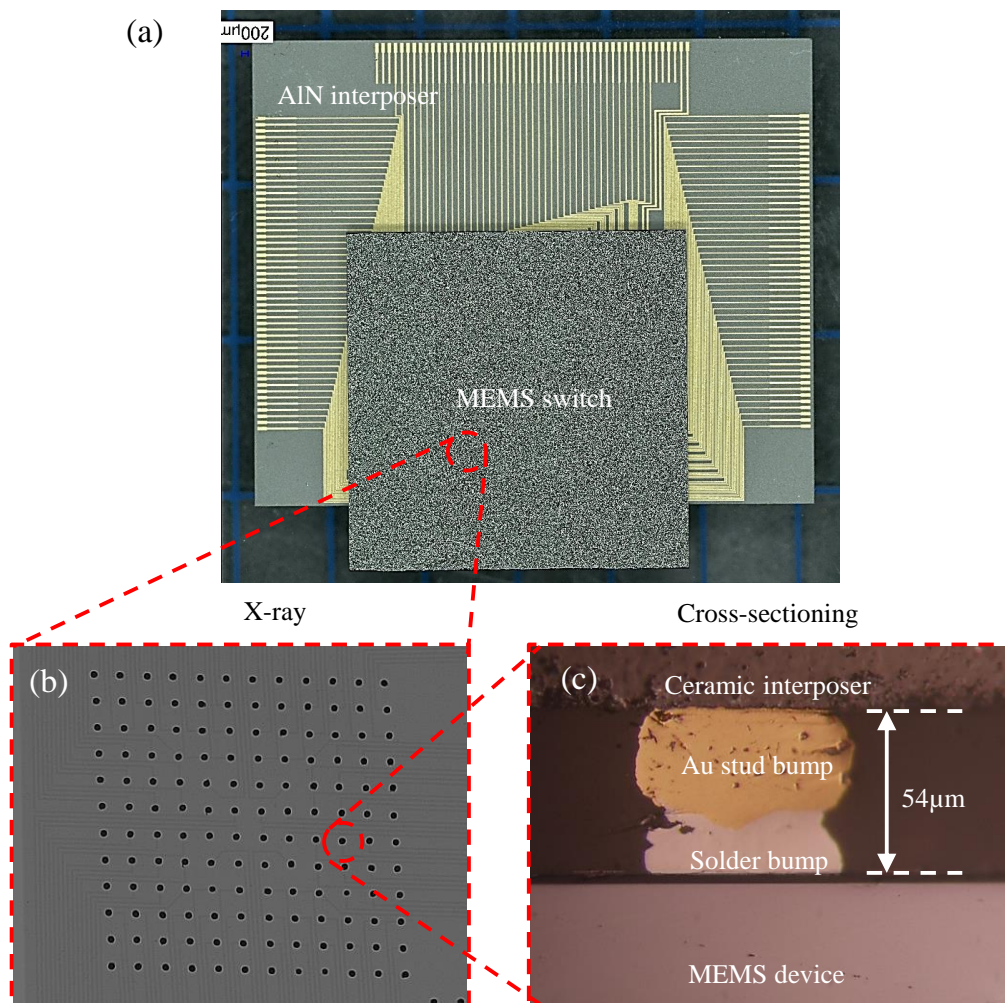 (a)
200µm
AlN interposer
MEMS switch
X-ray
Cross-sectioning
(b)
(c)
Ceramic interposer
Au stud bump
54µm
Solder bump
MEMS device